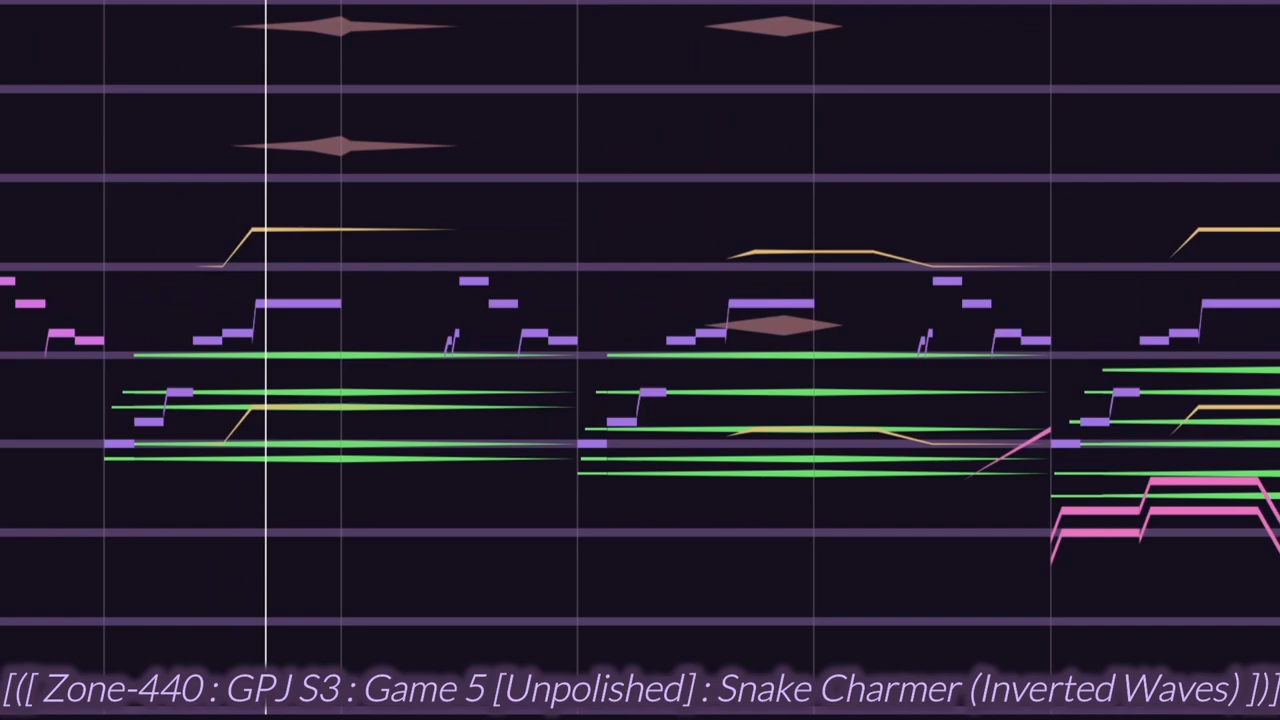 [([ Zone-440 : GPJ S3 : Game 5 [Unpolished] : Snake Charmer (Inverted Waves) ])]